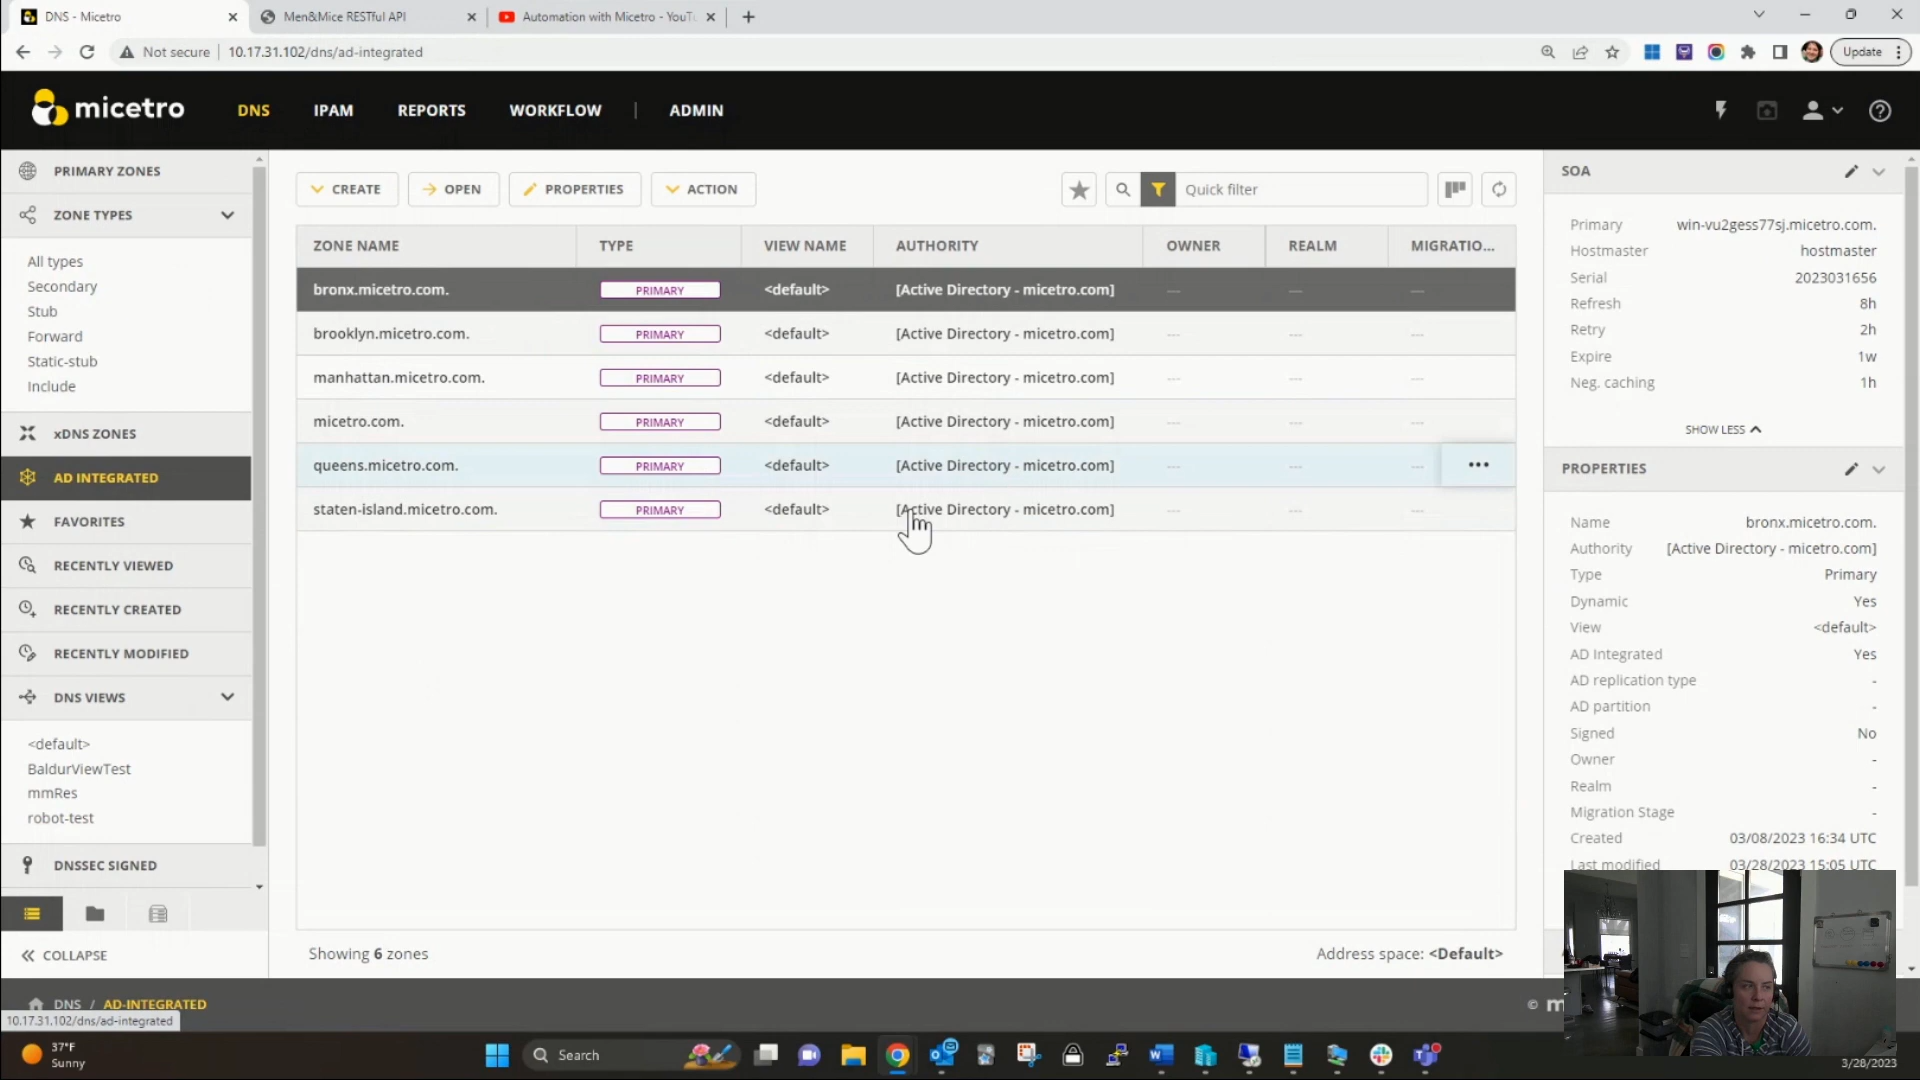 DNS - Micetro
Men&Mice RESTful API
Automation with Micetro - YouTu
Not secure
10.17.31.102/dns/ad-integrated
Update
micetro
DNS
IPAM
REPORTS
WORKFLOW
ADMIN
PRIMARY ZONES
ZONE TYPES
All types
Secondary
Stub
Forward
Static-stub
Include
xDNS ZONES
AD INTEGRATED
FAVORITES
RECENTLY VIEWED
RECENTLY CREATED
RECENTLY MODIFIED
DNS VIEWS
<default>
BaldurViewTest
mmRes
robot-test
DNSSEC SIGNED
COLLAPSE
CREATE
OPEN
PROPERTIES
ACTION
Quick filter
ZONE NAME TYPE VIEW NAME AUTHORITY OWNER REALM MIGRATIO...
bronx.micetro.com. PRIMARY <default> [Active Directory - micetro.com] --- --- ---
brooklyn.micetro.com. PRIMARY <default> [Active Directory - micetro.com] --- --- ---
manhattan.micetro.com. PRIMARY <default> [Active Directory - micetro.com] --- --- ---
micetro.com. PRIMARY <default> [Active Directory - micetro.com] --- --- ---
queens.micetro.com. PRIMARY <default> [Active Directory - micetro.com] --- --- --- •••
staten-island.micetro.com. PRIMARY <default> [Active Directory - micetro.com] --- --- ---
Showing 6 zones
Address space: <Default>
SOA
Primary win-vu2gess77sj.micetro.com.
Hostmaster hostmaster
Serial 2023031656
Refresh 8h
Retry 2h
Expire 1w
Neg. caching 1h
SHOW LESS
PROPERTIES
Name bronx.micetro.com.
Authority [Active Directory - micetro.com]
Type Primary
Dynamic Yes
View <default>
AD Integrated Yes
AD replication type -
AD partition -
Signed No
Owner -
Realm -
Migration Stage -
Created 03/08/2023 16:34 UTC
Last modified 03/28/2023 15:05 UTC
DNS / AD-INTEGRATED
© m
10.17.31.102/dns/ad-integrated
37°F
Sunny
Search
3/28/2023